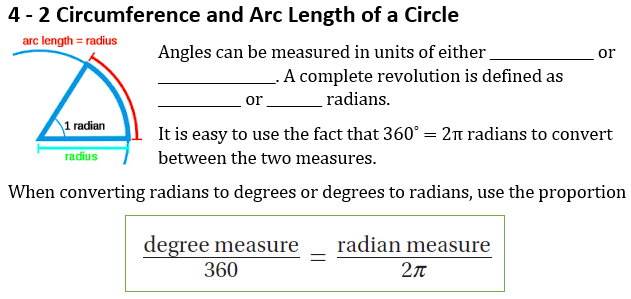 4 - 2 Circumference and Arc Length of a Circle
arc length = radius
1 radian
radius
Angles can be measured in units of either ____________ or
______________. A complete revolution is defined as
__________ or _______ radians.
It is easy to use the fact that 360° = 2π radians to convert
between the two measures.
When converting radians to degrees or degrees to radians, use the proportion
degree measure / 360 = radian measure / 2π